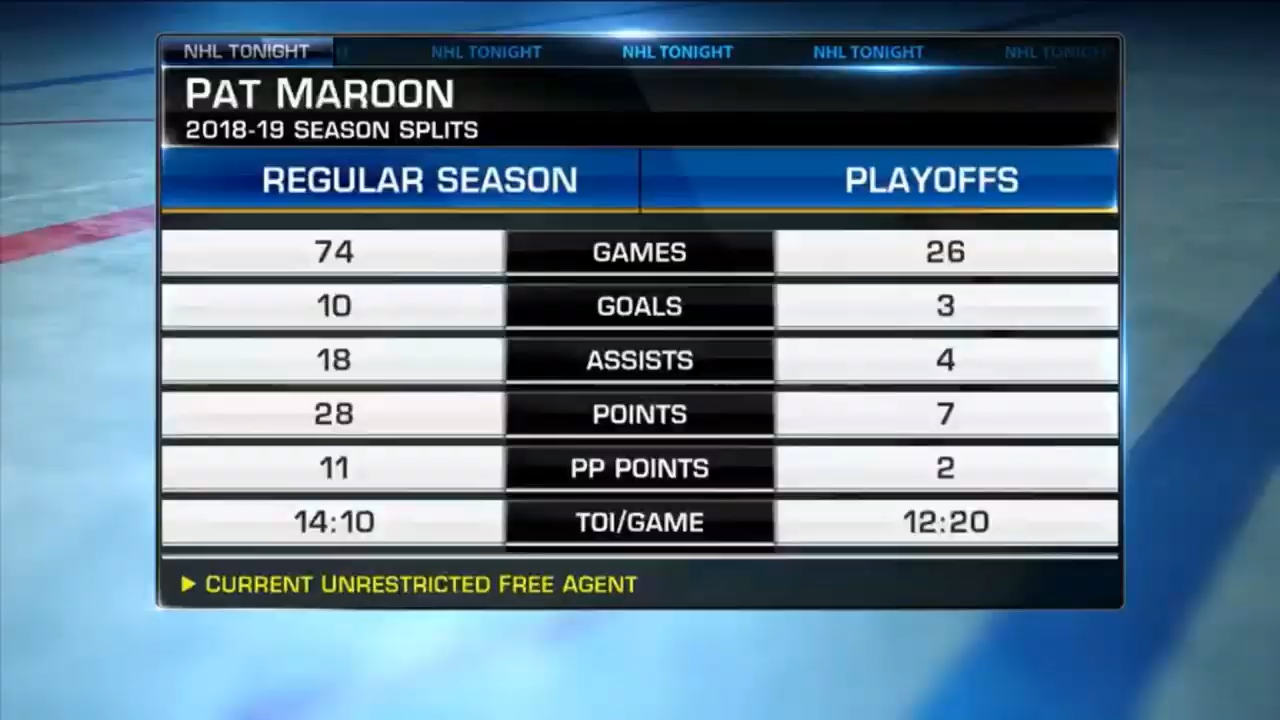 NHL TONIGHT NHL TONIGHT NHL TONIGHT NHL TONIGHT NHL TONIGHT
PAT MAROON
2018-19 SEASON SPLITS
REGULAR SEASON PLAYOFFS
74 GAMES 26
10 GOALS 3
18 ASSISTS 4
28 POINTS 7
11 PP POINTS 2
14:10 TOI/GAME 12:20
▶ CURRENT UNRESTRICTED FREE AGENT